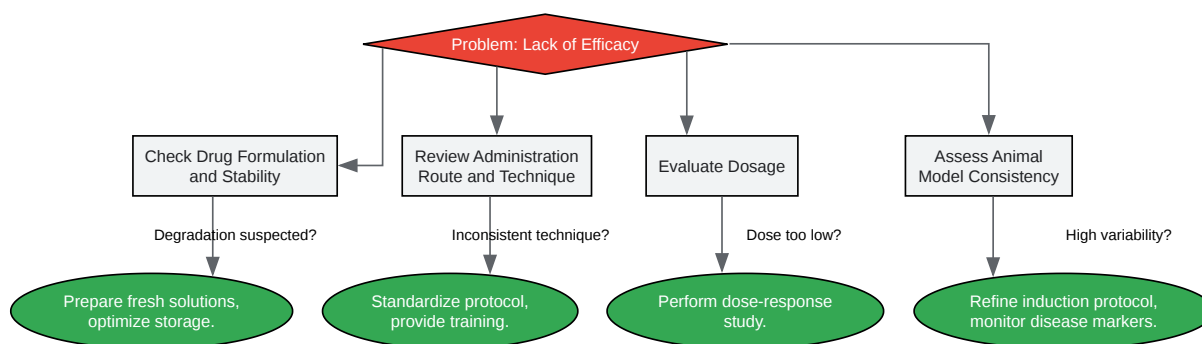 Problem: Lack of Efficacy
Check Drug Formulation
and Stability
Review Administration
Route and Technique
Evaluate Dosage
Assess Animal
Model Consistency
Degradation suspected?
Inconsistent technique?
Dose too low?
High variability?
Prepare fresh solutions,
optimize storage.
Standardize protocol,
provide training.
Perform dose-response
study.
Refine induction protocol,
monitor disease markers.